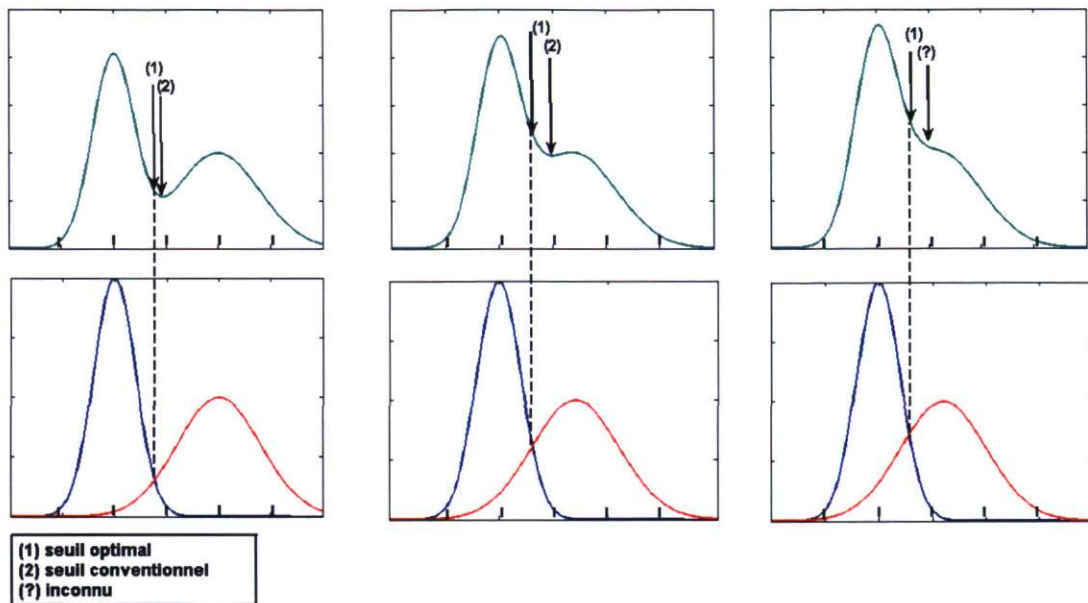 (1)
(2)
(1)
(2)
(1)
(?)
(1) seuil optimal
(2) seuil conventionnel
(?) inconnu